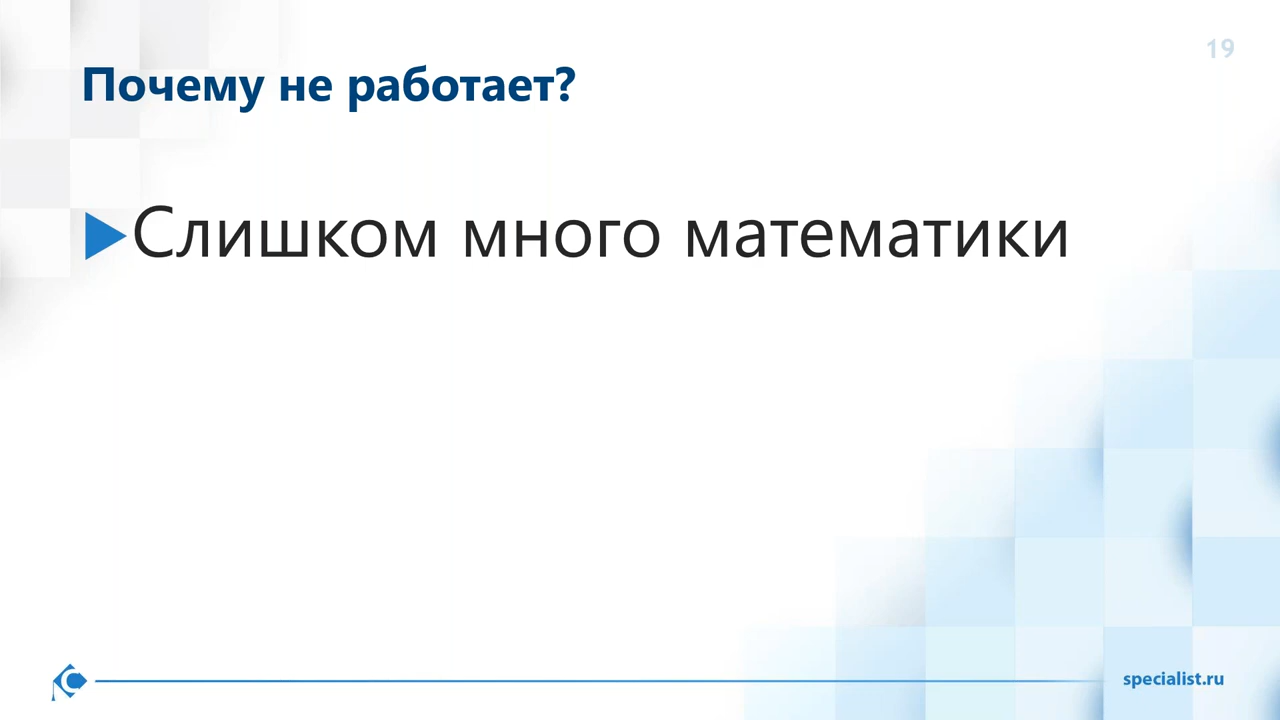 19
Почему не работает?
Слишком много математики
specialist.ru